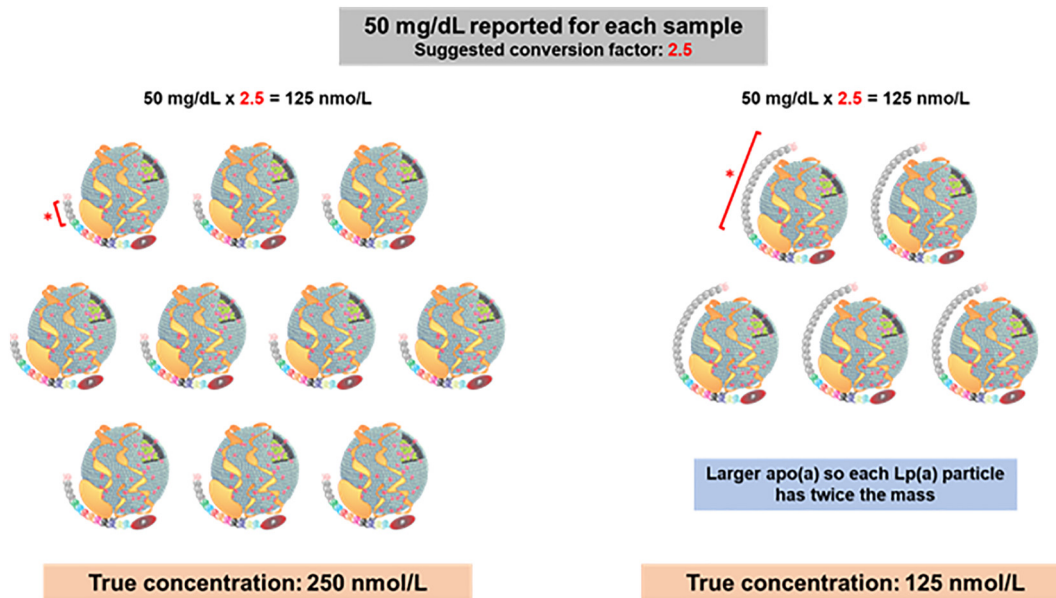 50 mg/dL reported for each sample
Suggested conversion factor: 2.5
50 mg/dL x 2.5 = 125 nmo/L
50 mg/dL x 2.5 = 125 nmo/L
*
*
Larger apo(a) so each Lp(a) particle
has twice the mass
True concentration: 250 nmol/L
True concentration: 125 nmol/L